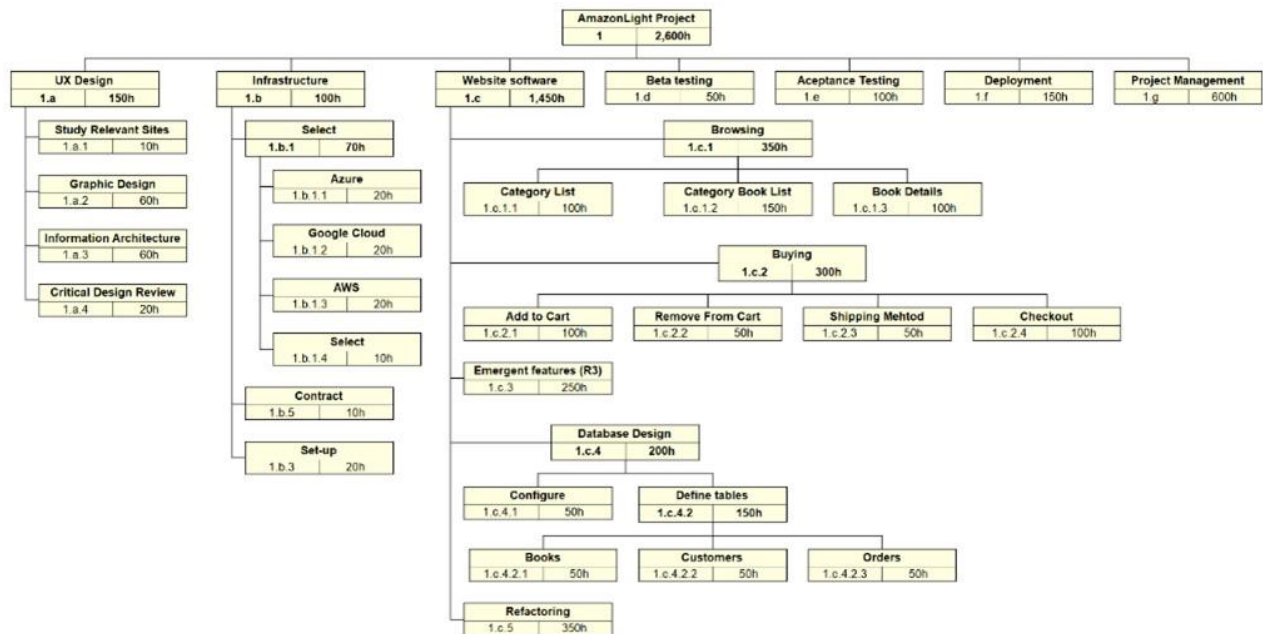 AmazonLight Project
1 2,600h
UX Design
1.a 150h
Study Relevant Sites
1.a.1 10h
Graphic Design
1.a.2 60h
Information Architecture
1.a.3 60h
Critical Design Review
1.a.4 20h
Infrastructure
1.b 100h
Select
1.b.1 70h
Azure
1.b.1.1 20h
Google Cloud
1.b.1.2 20h
AWS
1.b.1.3 20h
Select
1.b.1.4 10h
Contract
1.b.5 10h
Set-up
1.b.3 20h
Website software
1.c 1,450h
Browsing
1.c.1 350h
Category List
1.c.1.1 100h
Category Book List
1.c.1.2 150h
Book Details
1.c.1.3 100h
Buying
1.c.2 300h
Add to Cart
1.c.2.1 100h
Remove From Cart
1.c.2.2 50h
Shipping Mehtod
1.c.2.3 50h
Checkout
1.c.2.4 100h
Emergent features (R3)
1.c.3 250h
Database Design
1.c.4 200h
Configure
1.c.4.1 50h
Define tables
1.c.4.2 150h
Books
1.c.4.2.1 50h
Customers
1.c.4.2.2 50h
Orders
1.c.4.2.3 50h
Refactoring
1.c.5 350h
Beta testing
1.d 50h
Aceptance Testing
1.e 100h
Deployment
1.f 150h
Project Management
1.g 600h